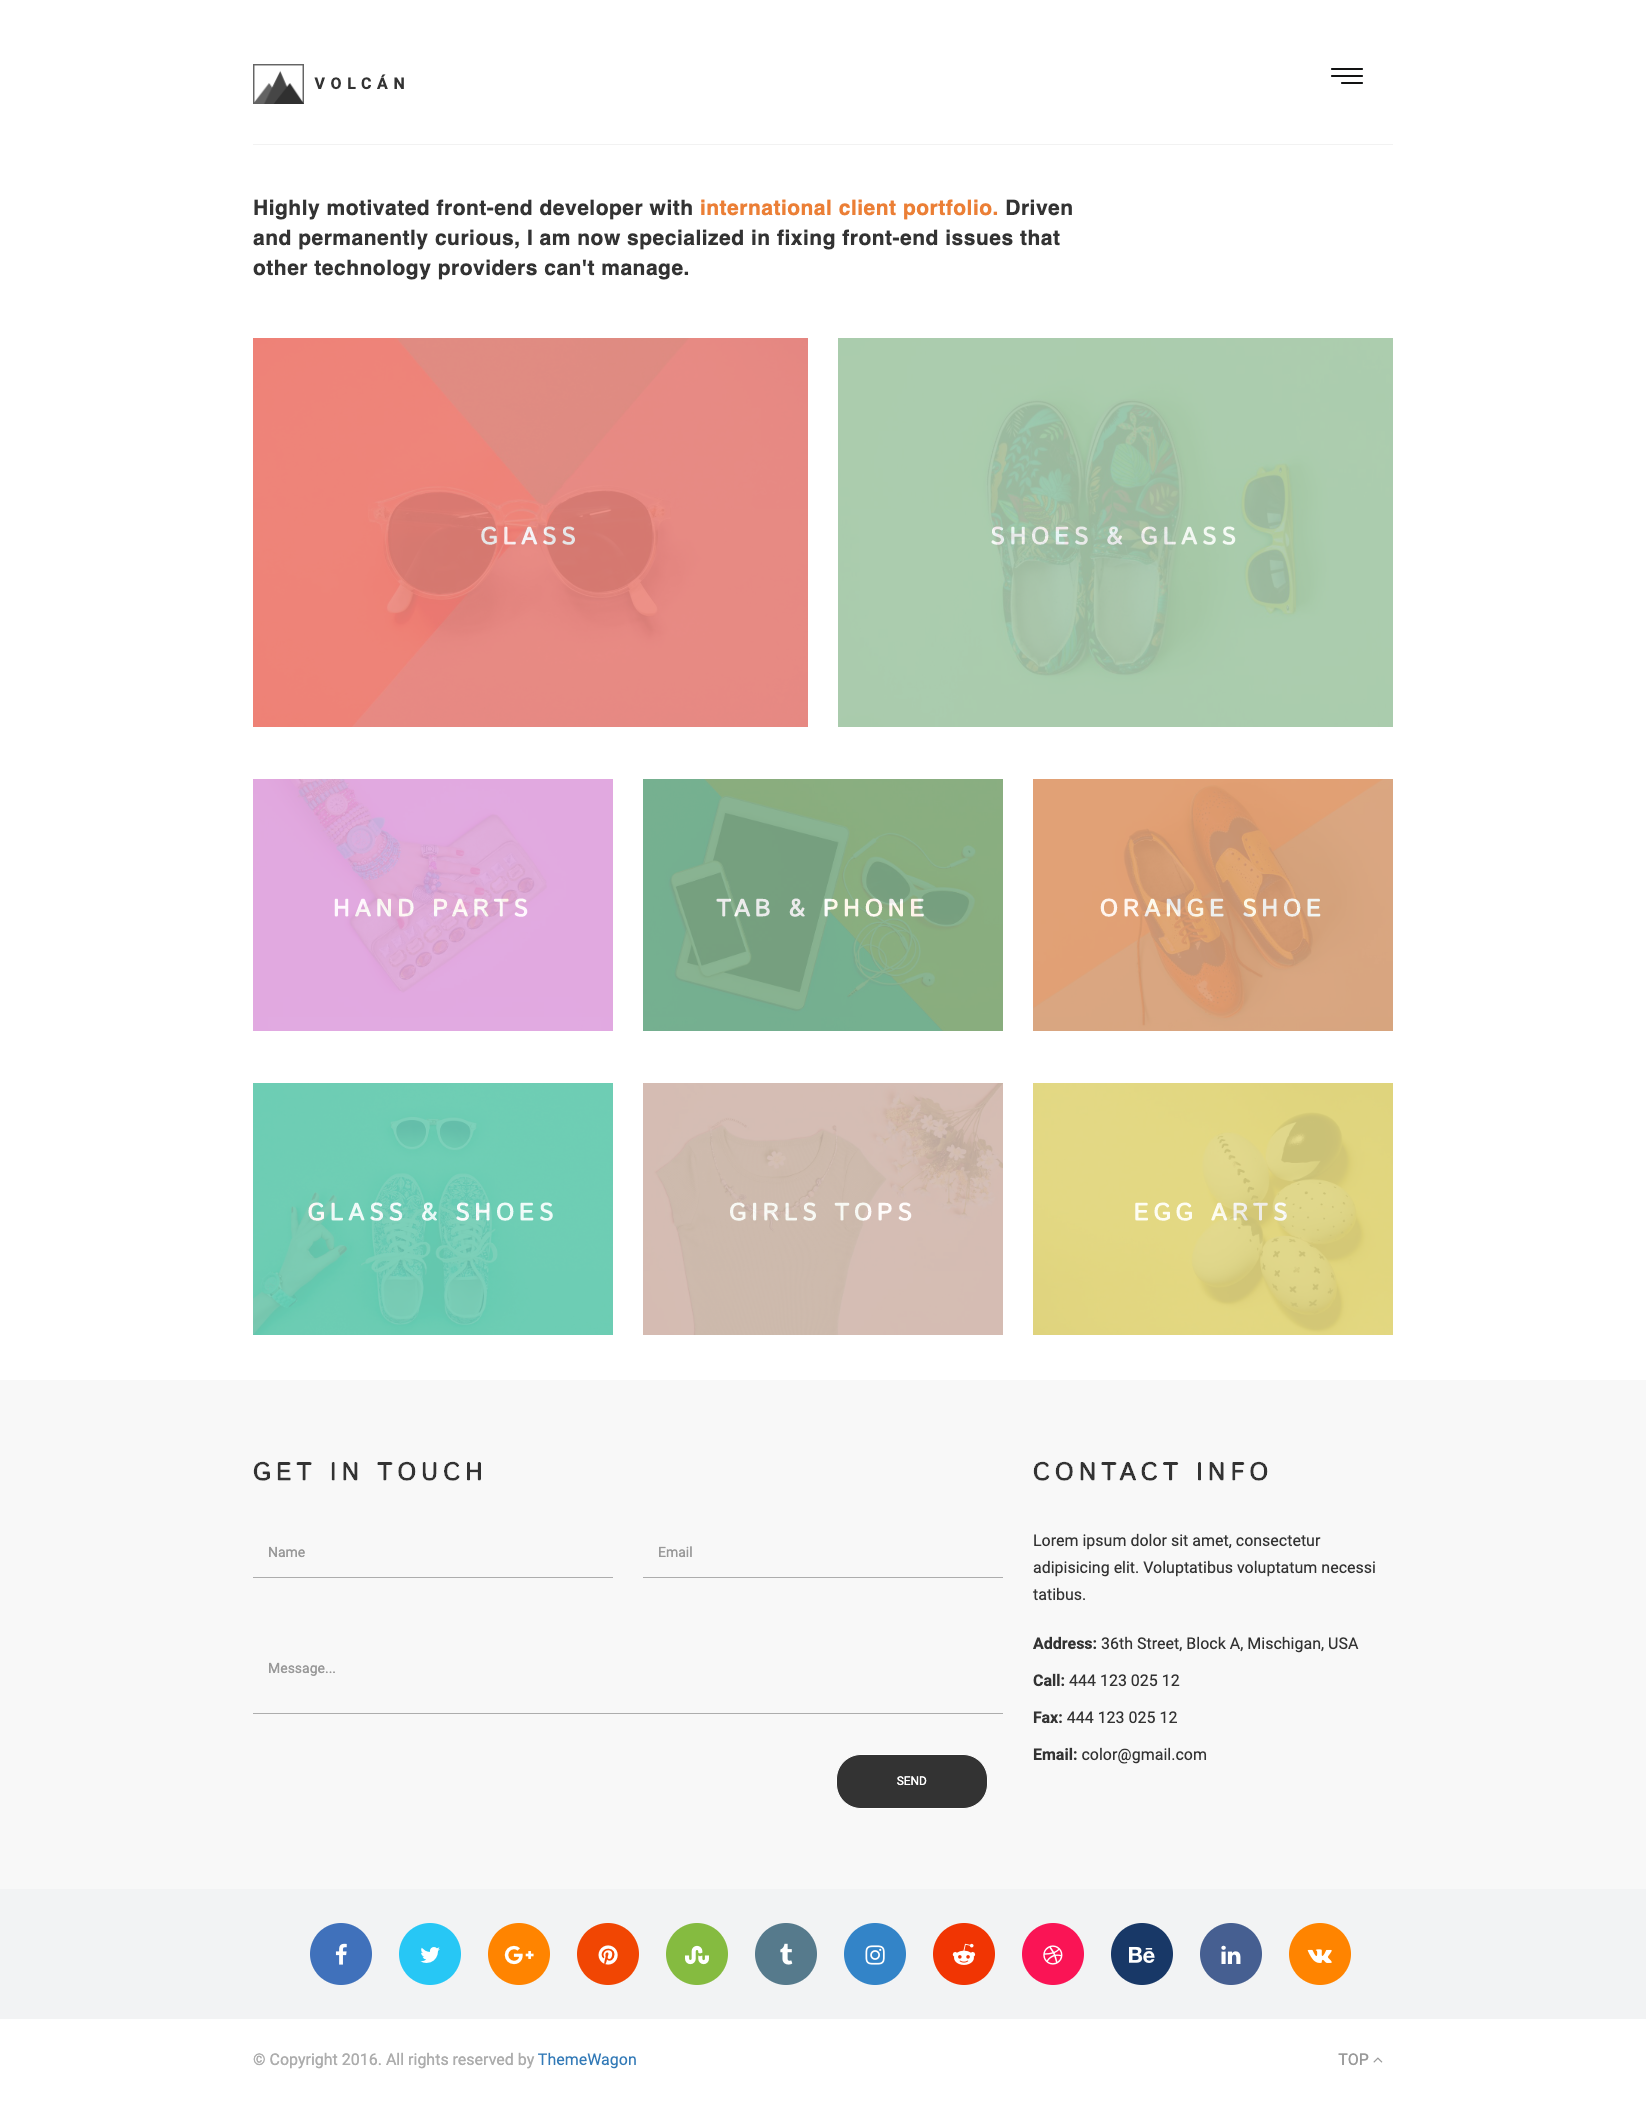 VOLCÁN
Highly motivated front-end developer with international client portfolio. Driven
and permanently curious, I am now specialized in fixing front-end issues that
other technology providers can't manage.
GLASS
SHOES & GLASS
HAND PARTS
TAB & PHONE
ORANGE SHOE
GLASS & SHOES
GIRLS TOPS
EGG ARTS
GET IN TOUCH
Name
Email
Message...
SEND
CONTACT INFO
Lorem ipsum dolor sit amet, consectetur
adipisicing elit. Voluptatibus voluptatum necessi
tatibus.
Address: 36th Street, Block A, Mischigan, USA
Call: 444 123 025 12
Fax: 444 123 025 12
Email: color@gmail.com
© Copyright 2016. All rights reserved by ThemeWagon
TOP